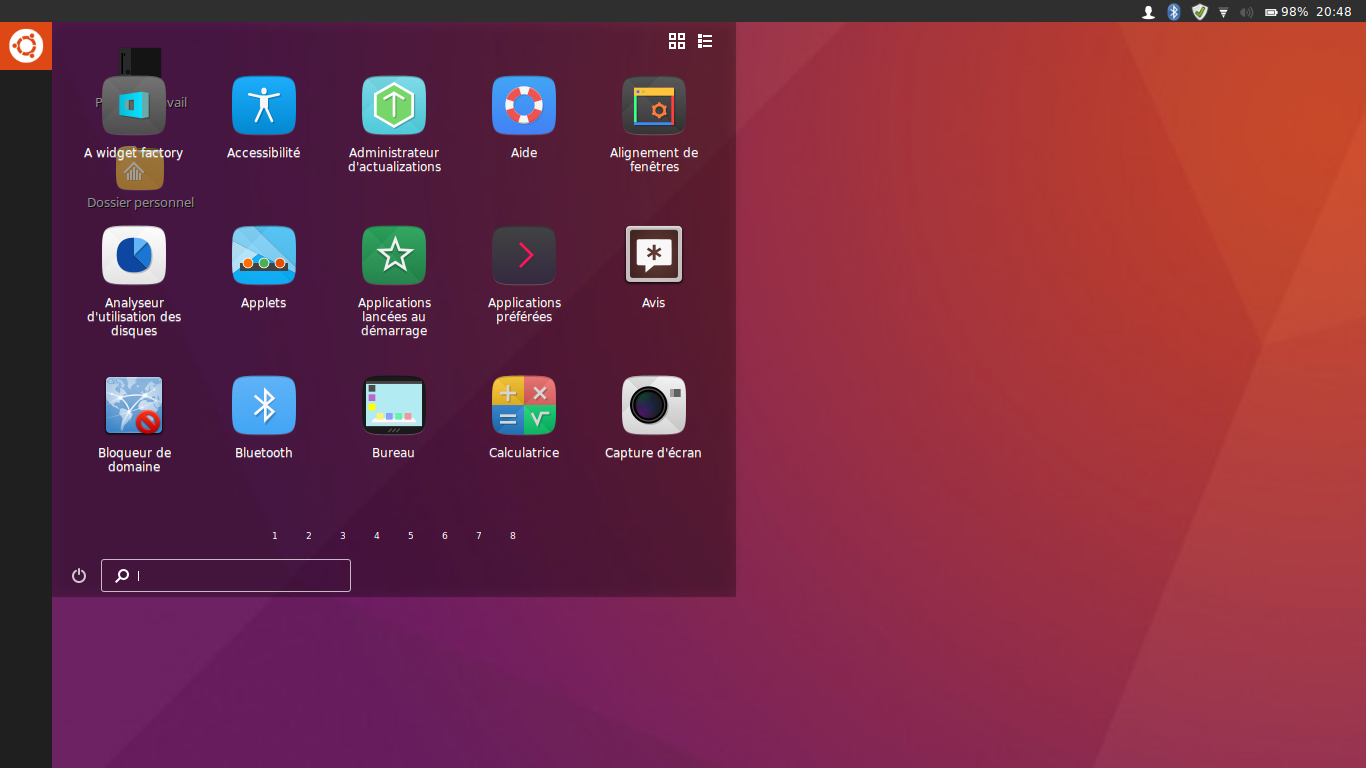 98% 20:48
A widget factory
Accessibilité
Administrateur
d'actualizations
Aide
Alignement de
fenêtres
Dossier personnel
Analyseur
d'utilisation des
disques
Applets
Applications
lancées au
démarrage
Applications
préférées
Avis
Bloqueur de
domaine
Bluetooth
Bureau
Calculatrice
Capture d'écran
1 2 3 4 5 6 7 8